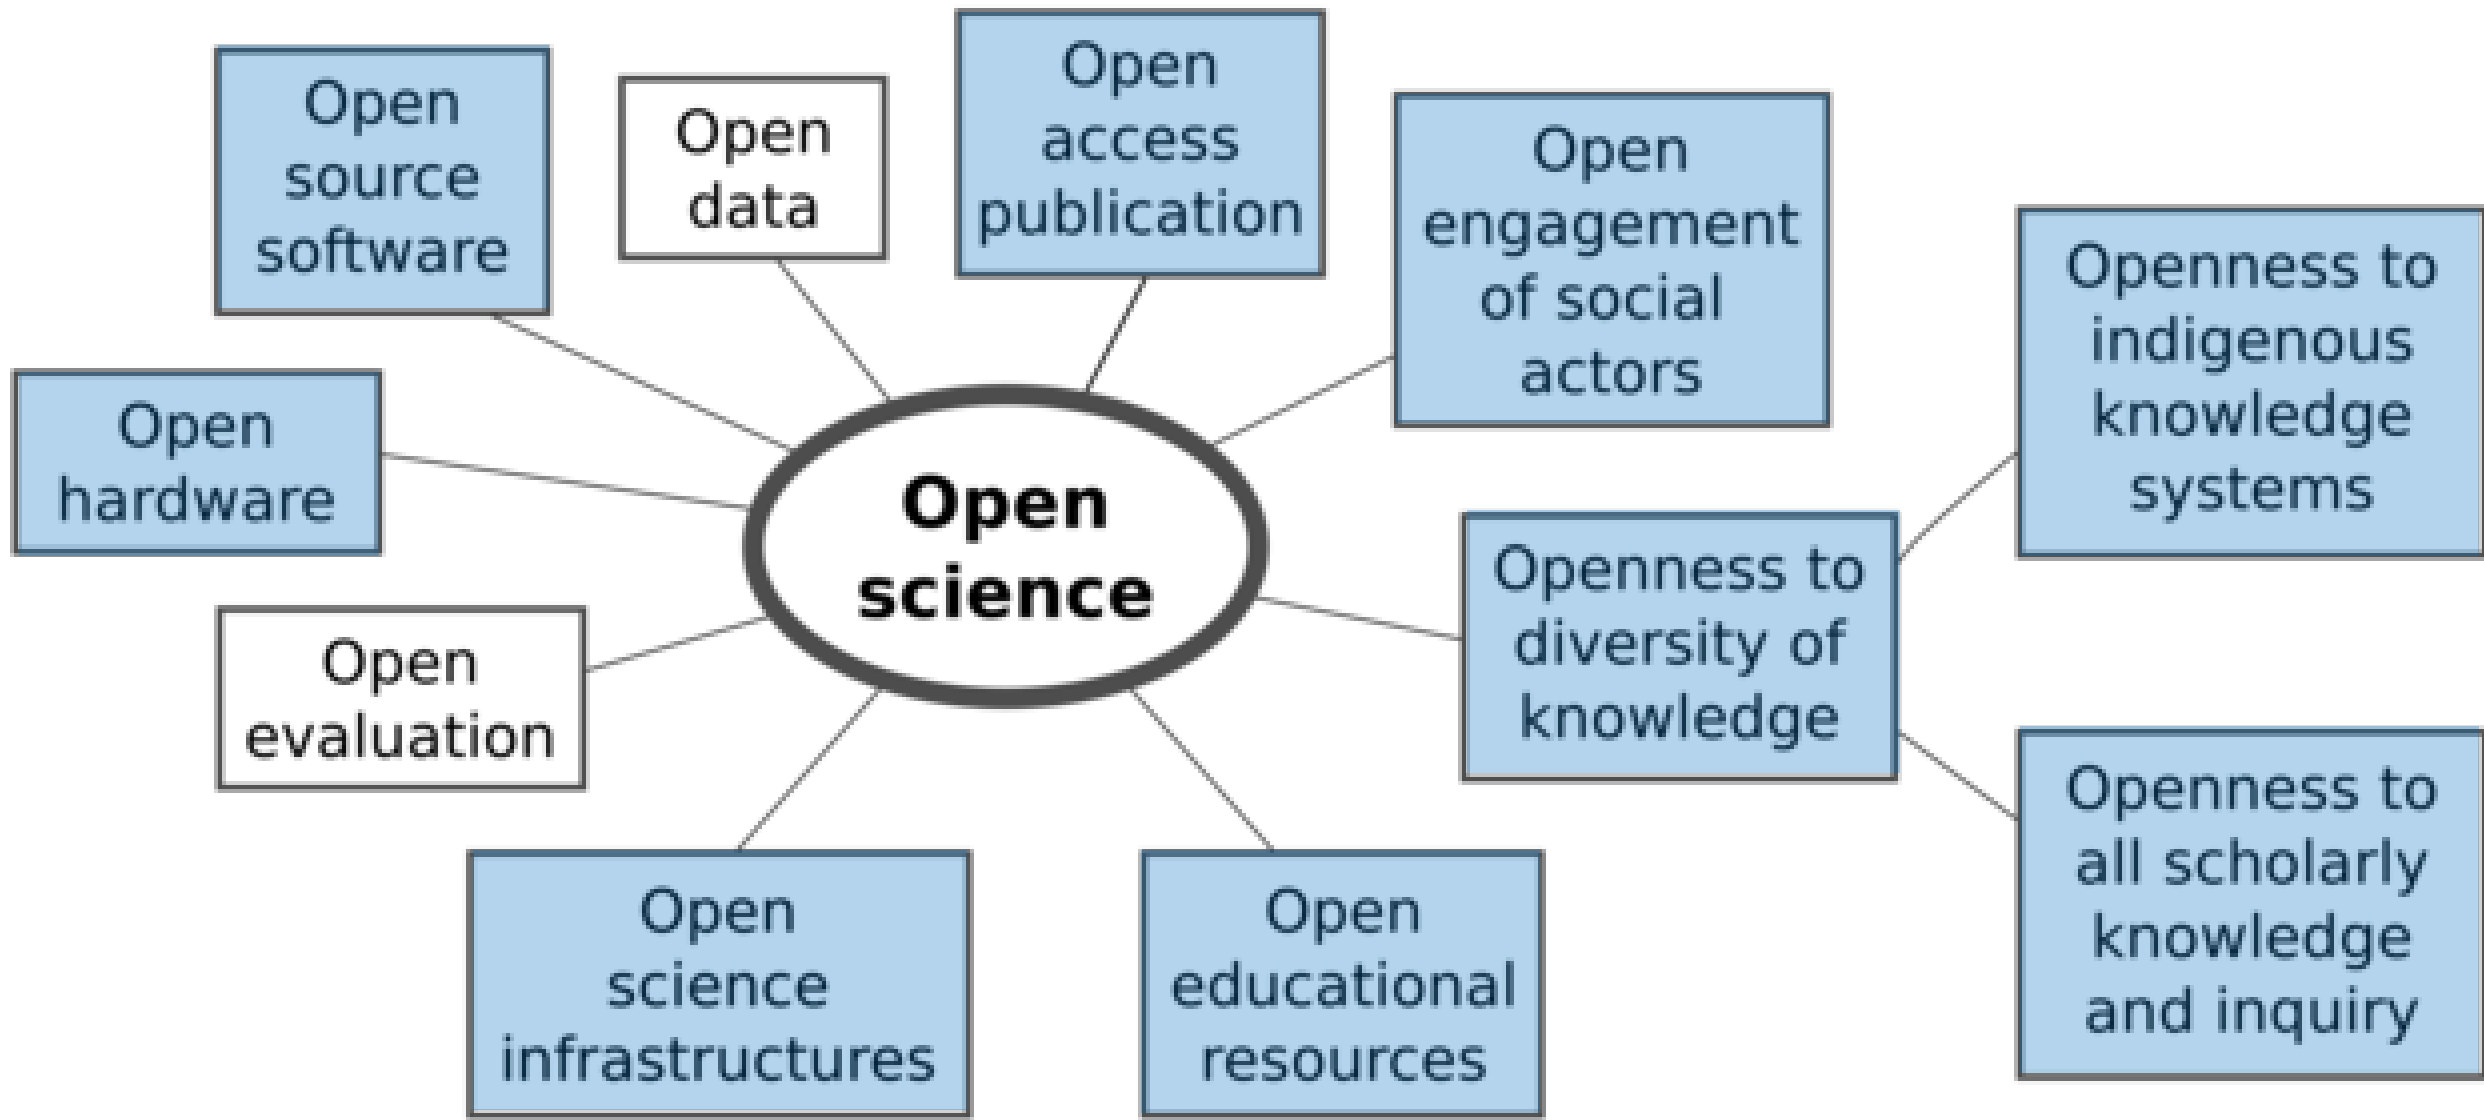 Open
source
software
Open
data
Open
access
publication
Open
engagement
of social
actors
Openness to
indigenous
knowledge
systems
Open
hardware
Open
science
Openness to
diversity of
knowledge
Open
evaluation
Openness to
all scholarly
knowledge
and inquiry
Open
science
infrastructures
Open
educational
resources